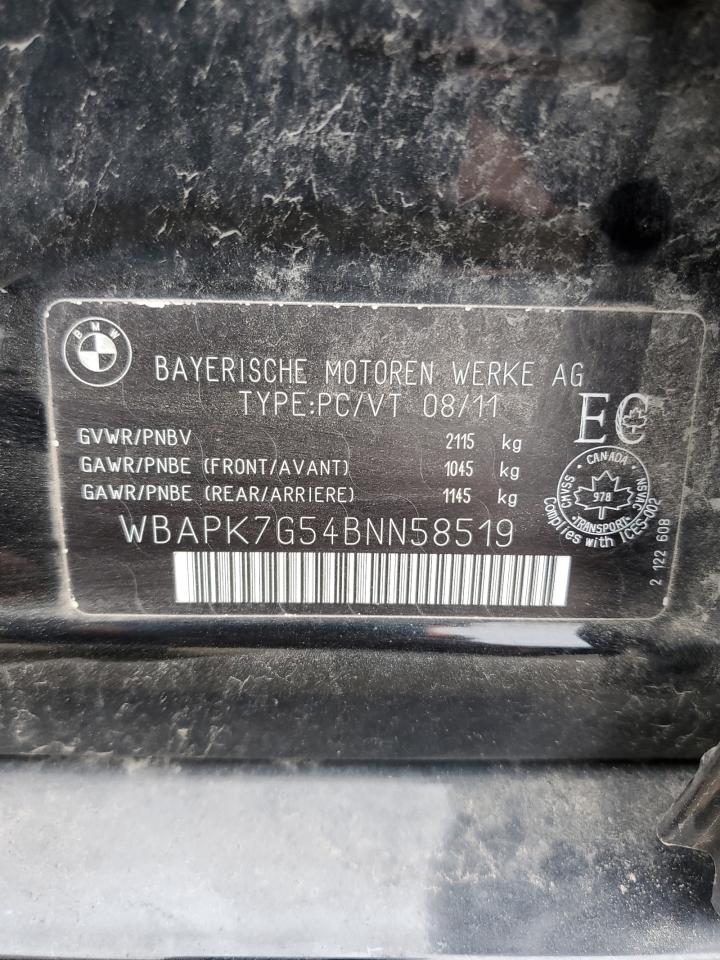 BMW
BAYERISCHE MOTOREN WERKE AG
TYPE:PC/VT 08/11
EC
GVWR/PNBV 2115 kg
GAWR/PNBE (FRONT/AVANT) 1045 kg
GAWR/PNBE (REAR/ARRIERE) 1145 kg
CANADA
CMVSS
978
NSVAC
TRANSPORT
Complies with ICES-002
WBAPK7G54BNN58519
2 122 608